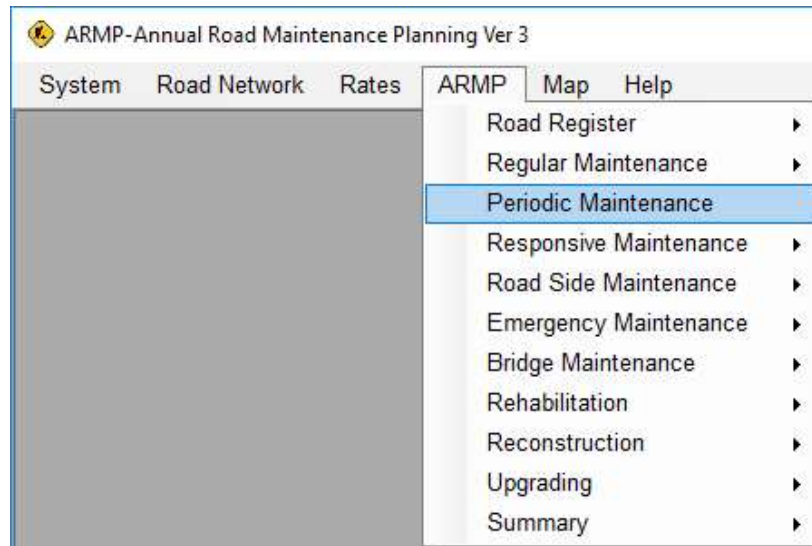 ARMP-Annual Road Maintenance Planning Ver 3
System Road Network Rates ARMP Map Help
Road Register
Regular Maintenance
Periodic Maintenance
Responsive Maintenance
Road Side Maintenance
Emergency Maintenance
Bridge Maintenance
Rehabilitation
Reconstruction
Upgrading
Summary